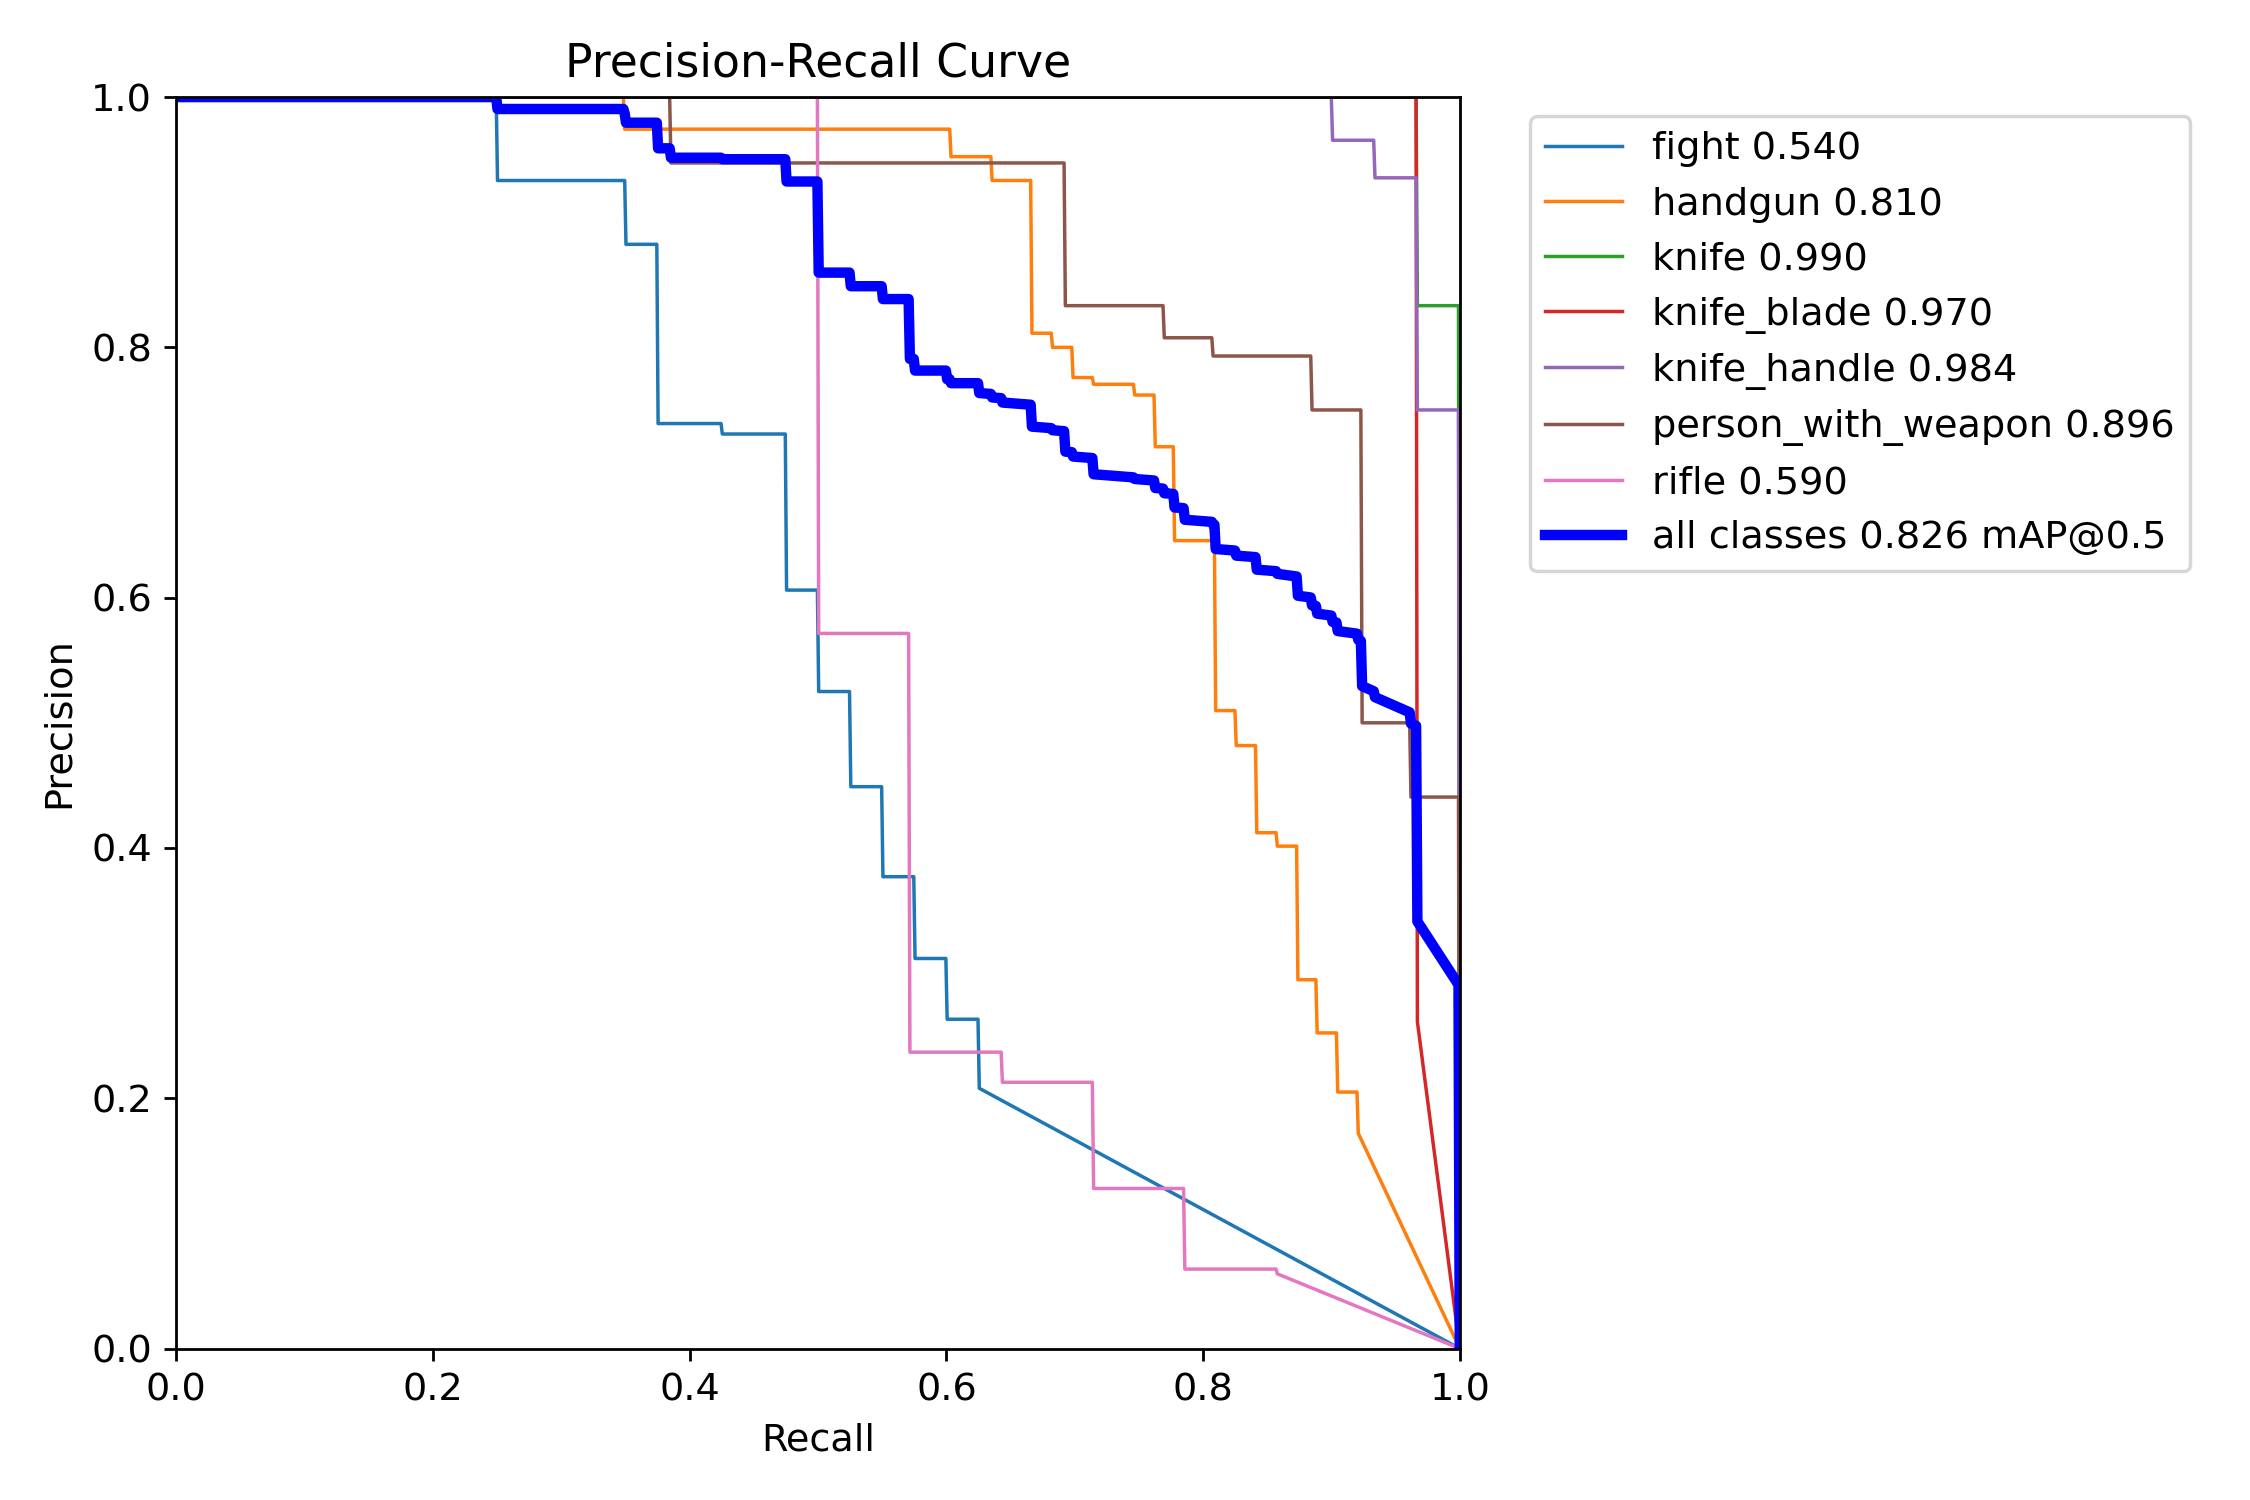 Precision-Recall Curve
1.0
0.8
0.6
0.4
0.2
0.0
Precision
0.0 0.2 0.4 0.6 0.8 1.0
Recall
fight 0.540
handgun 0.810
knife 0.990
knife_blade 0.970
knife_handle 0.984
person_with_weapon 0.896
rifle 0.590
all classes 0.826 mAP@0.5